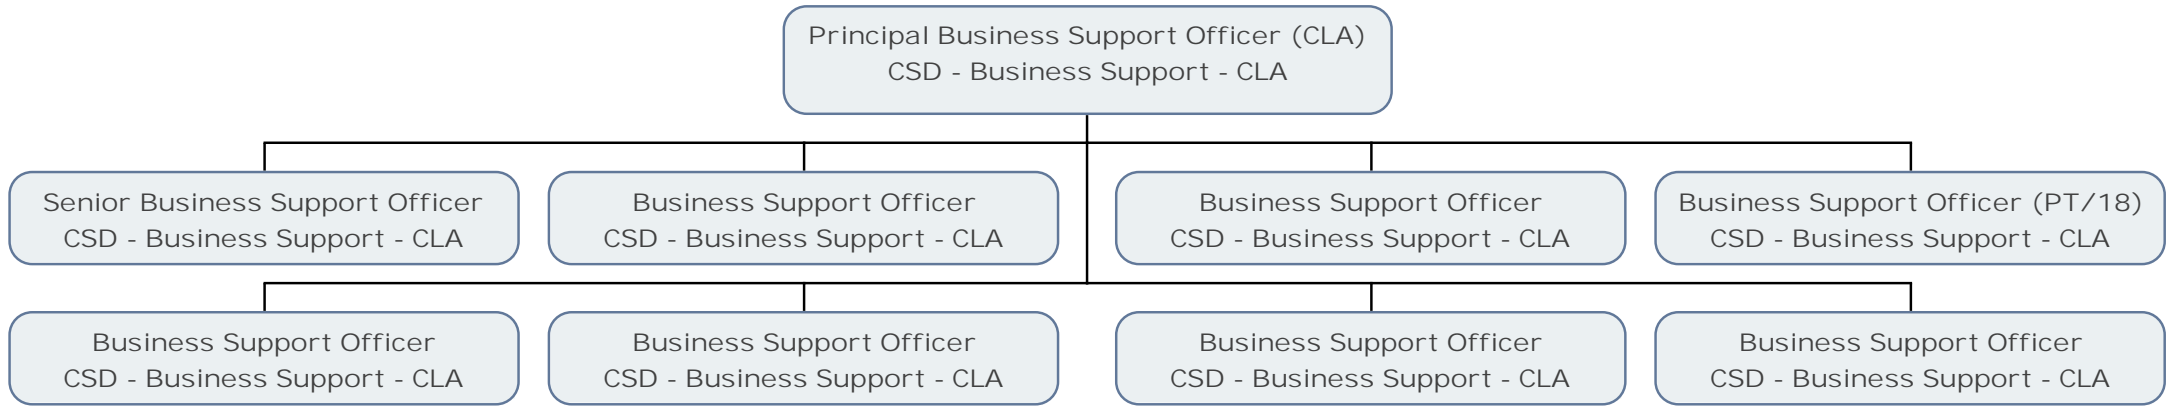 Principal Business Support Officer (CLA)
CSD - Business Support - CLA
Senior Business Support Officer
CSD - Business Support - CLA
Business Support Officer
CSD - Business Support - CLA
Business Support Officer
CSD - Business Support - CLA
Business Support Officer (PT/18)
CSD - Business Support - CLA
Business Support Officer
CSD - Business Support - CLA
Business Support Officer
CSD - Business Support - CLA
Business Support Officer
CSD - Business Support - CLA
Business Support Officer
CSD - Business Support - CLA